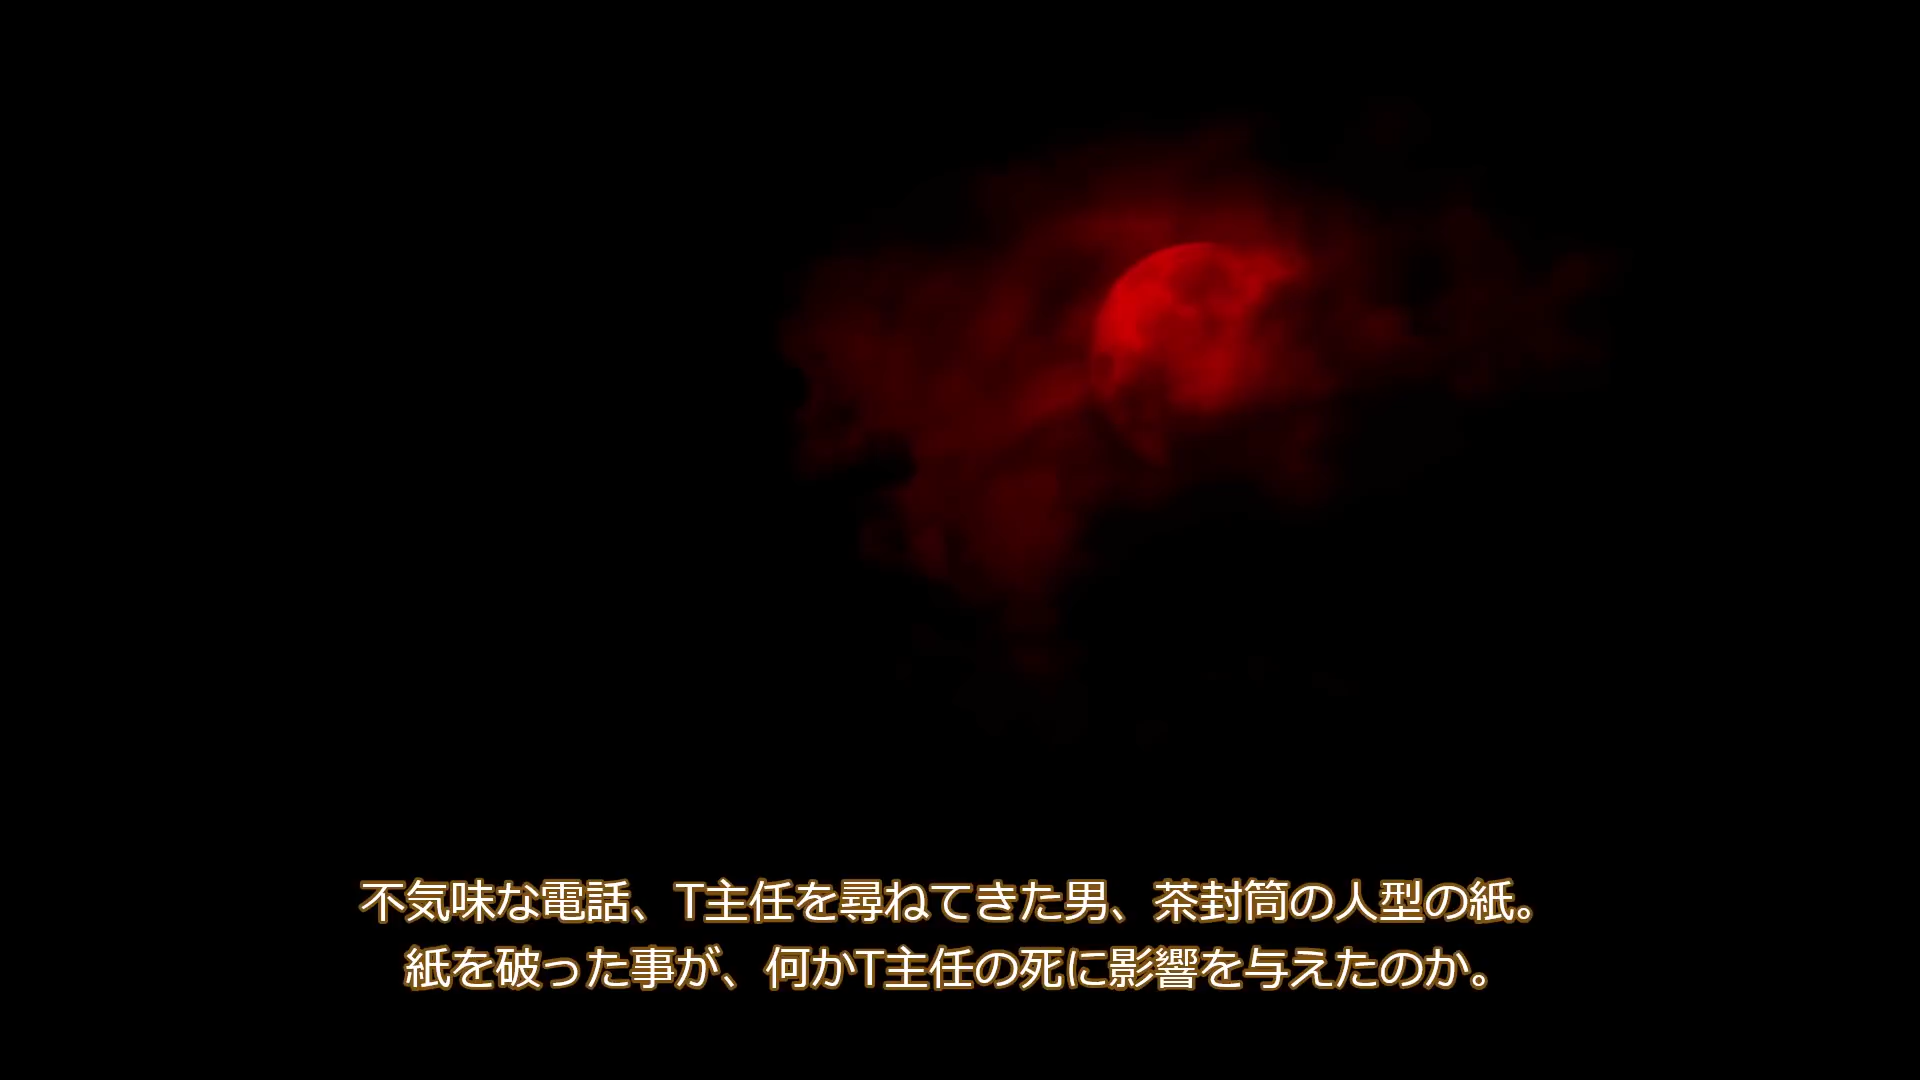 不気味な電話、T主任を尋ねてきた男、茶封筒の人型の紙。
紙を破った事が、何かT主任の死に影響を与えたのか。